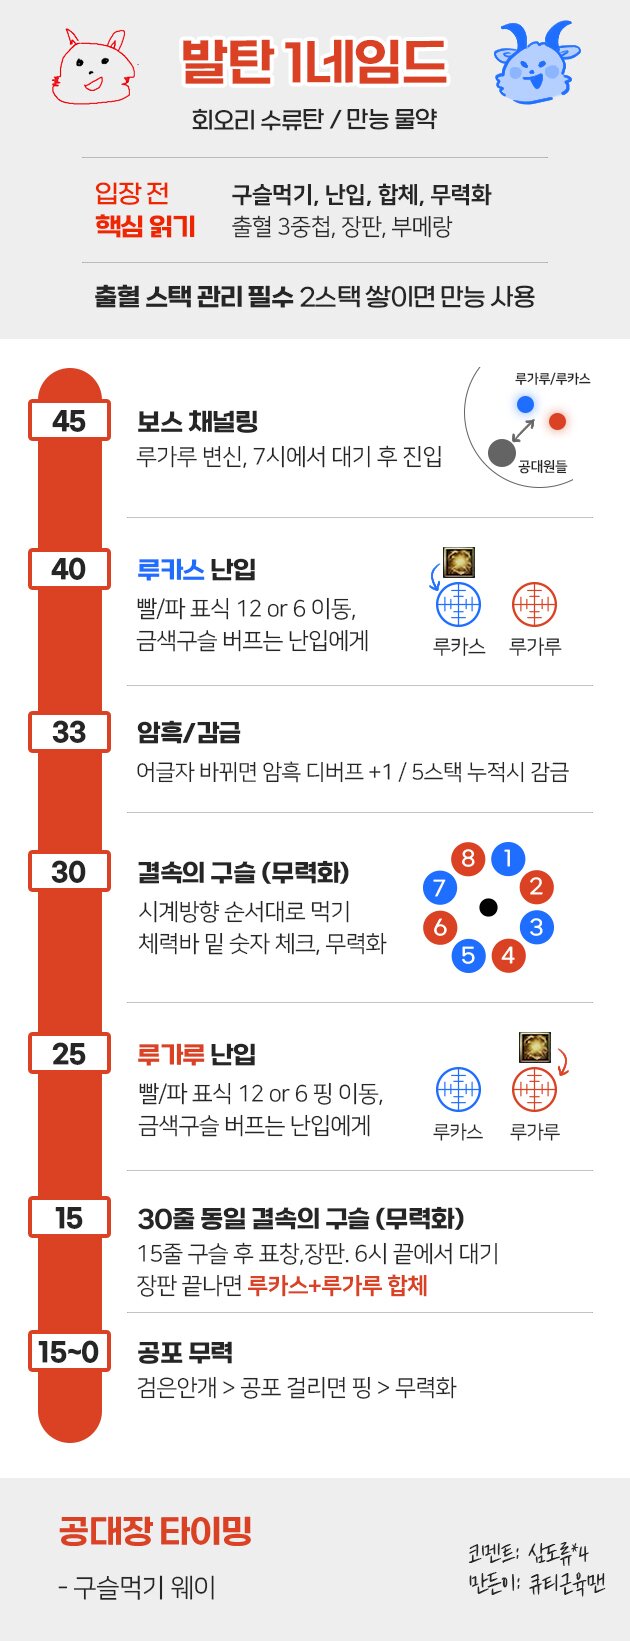 발탄 1네임드
회오리 수류탄 / 만능 물약
입장 전
핵심 읽기
구슬먹기, 난입, 합체, 무력화
출혈 3중첩, 장판, 부메랑
출혈 스택 관리 필수 2스택 쌓이면 만능 사용
45
보스 채널링
루가루 변신, 7시에서 대기 후 진입
루가루/루카스
공대원들
40
루카스 난입
빨/파 표식 12 or 6 이동,
금색구슬 버프는 난입에게
루카스
루가루
33
암흑/감금
어글자 바뀌면 암흑 디버프 +1 / 5스택 누적시 감금
30
결속의 구슬 (무력화)
시계방향 순서대로 먹기
체력바 밑 숫자 체크, 무력화
8 1
7 2
6 3
5 4
25
루가루 난입
빨/파 표식 12 or 6 핑 이동,
금색구슬 버프는 난입에게
루카스
루가루
15
30줄 동일 결속의 구슬 (무력화)
15줄 구슬 후 표창,장판. 6시 끝에서 대기
장판 끝나면 루카스+루가루 합체
15~0
공포 무력
검은안개 > 공포 걸리면 핑 > 무력화
공대장 타이밍
- 구슬먹기 웨이
코멘트: 삼도류*4
만든이: 큐티근육맨